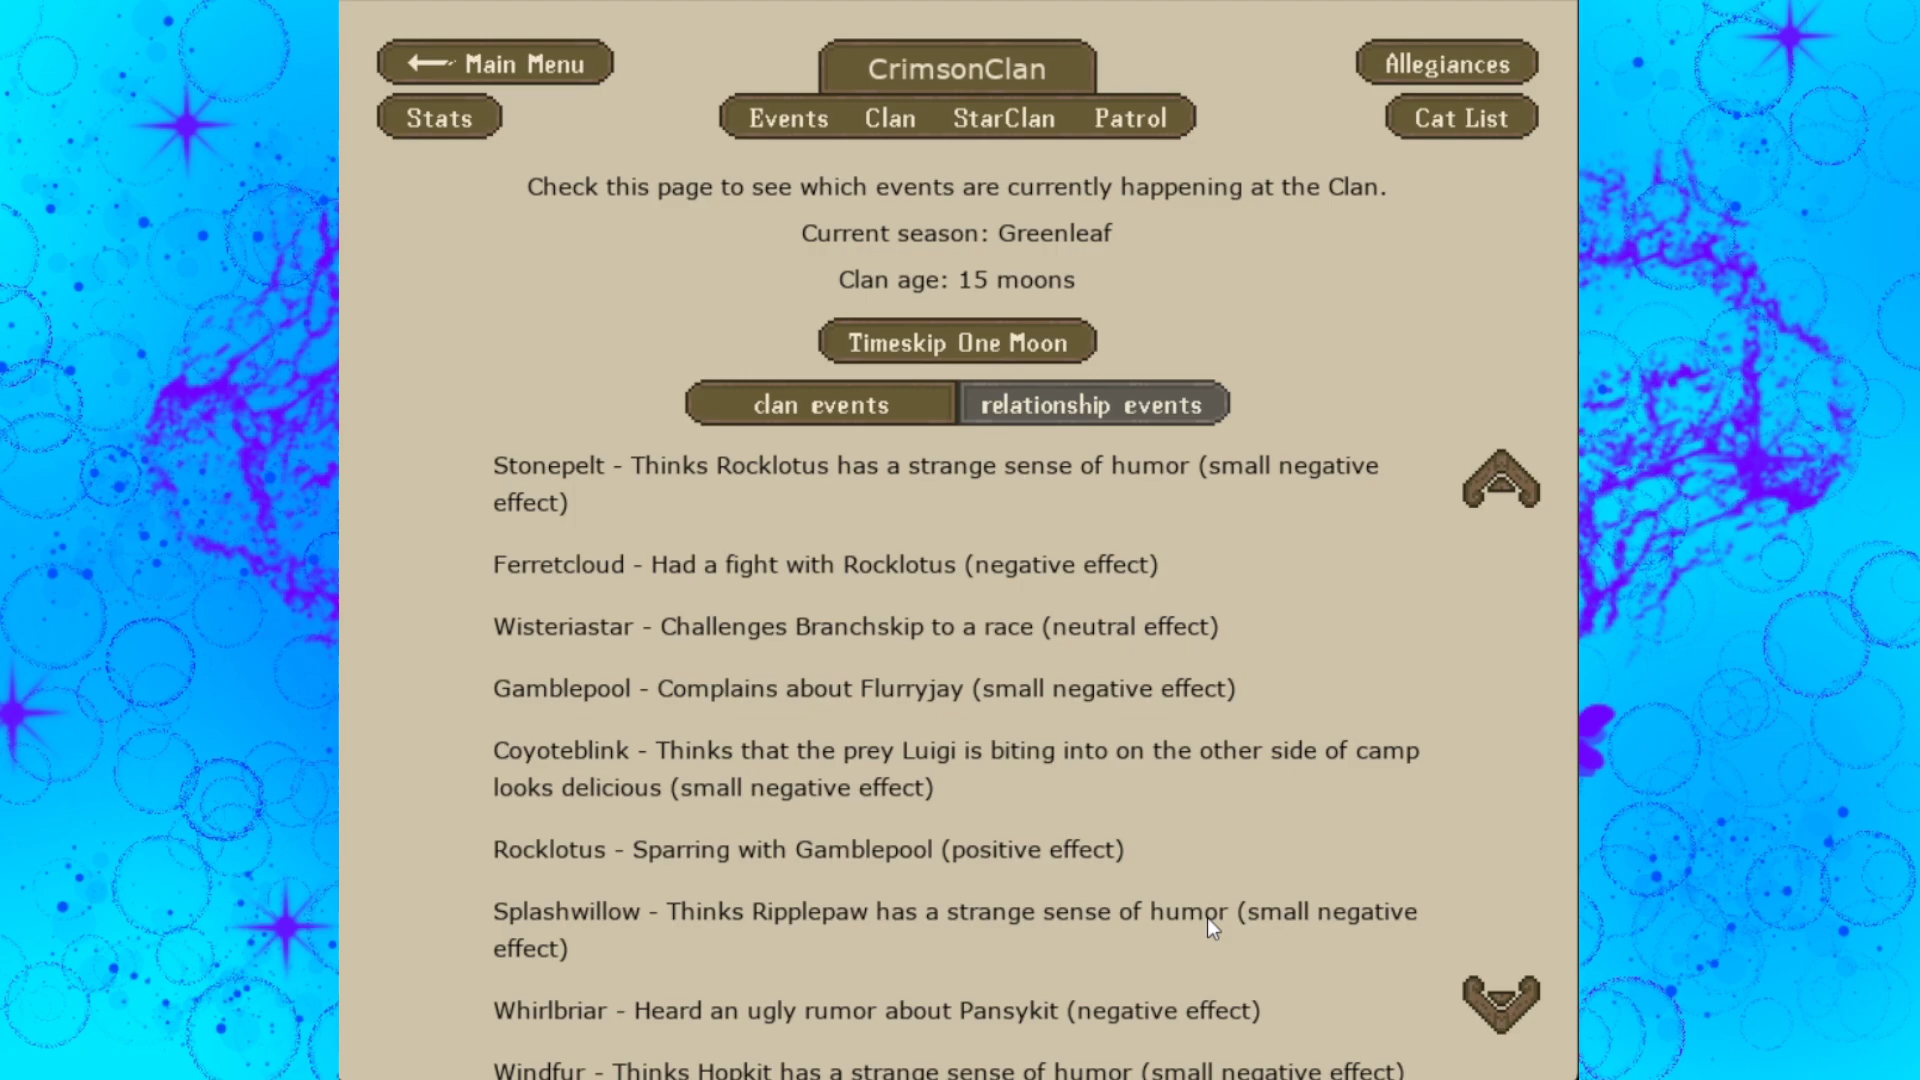 Main Menu
CrimsonClan
Allegiances
Stats
Events Clan StarClan Patrol
Cat List
Check this page to see which events are currently happening at the Clan.
Current season: Greenleaf
Clan age: 15 moons
Timeskip One Moon
clan events relationship events
Stonepelt - Thinks Rocklotus has a strange sense of humor (small negative
effect)
Ferretcloud - Had a fight with Rocklotus (negative effect)
Wisteriastar - Challenges Branchskip to a race (neutral effect)
Gamblepool - Complains about Flurryjay (small negative effect)
Coyoteblink - Thinks that the prey Luigi is biting into on the other side of camp
looks delicious (small negative effect)
Rocklotus - Sparring with Gamblepool (positive effect)
Splashwillow - Thinks Ripplepaw has a strange sense of humor (small negative
effect)
Whirlbriar - Heard an ugly rumor about Pansykit (negative effect)
Windfur - Thinks Hopkit has a strange sense of humor (small negative effect)